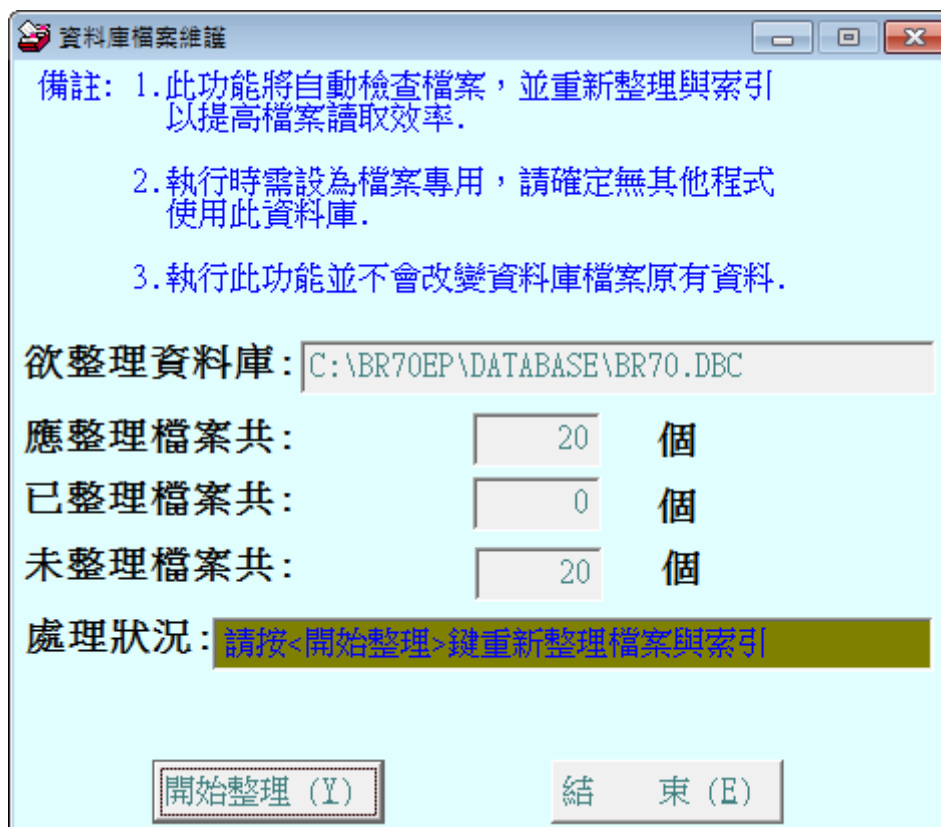 資料庫檔案維護
備註: 1.此功能將自動檢查檔案，並重新整理與索引
以提高檔案讀取效率.
2.執行時需設為檔案專用，請確定無其他程式
使用此資料庫.
3.執行此功能並不會改變資料庫檔案原有資料.
欲整理資料庫: C:\BR70EP\DATABASE\BR70.DBC
應整理檔案共: 20 個
已整理檔案共: 0 個
未整理檔案共: 20 個
處理狀況: 請按<開始整理>鍵重新整理檔案與索引
開始整理 (Y) 結 束 (E)